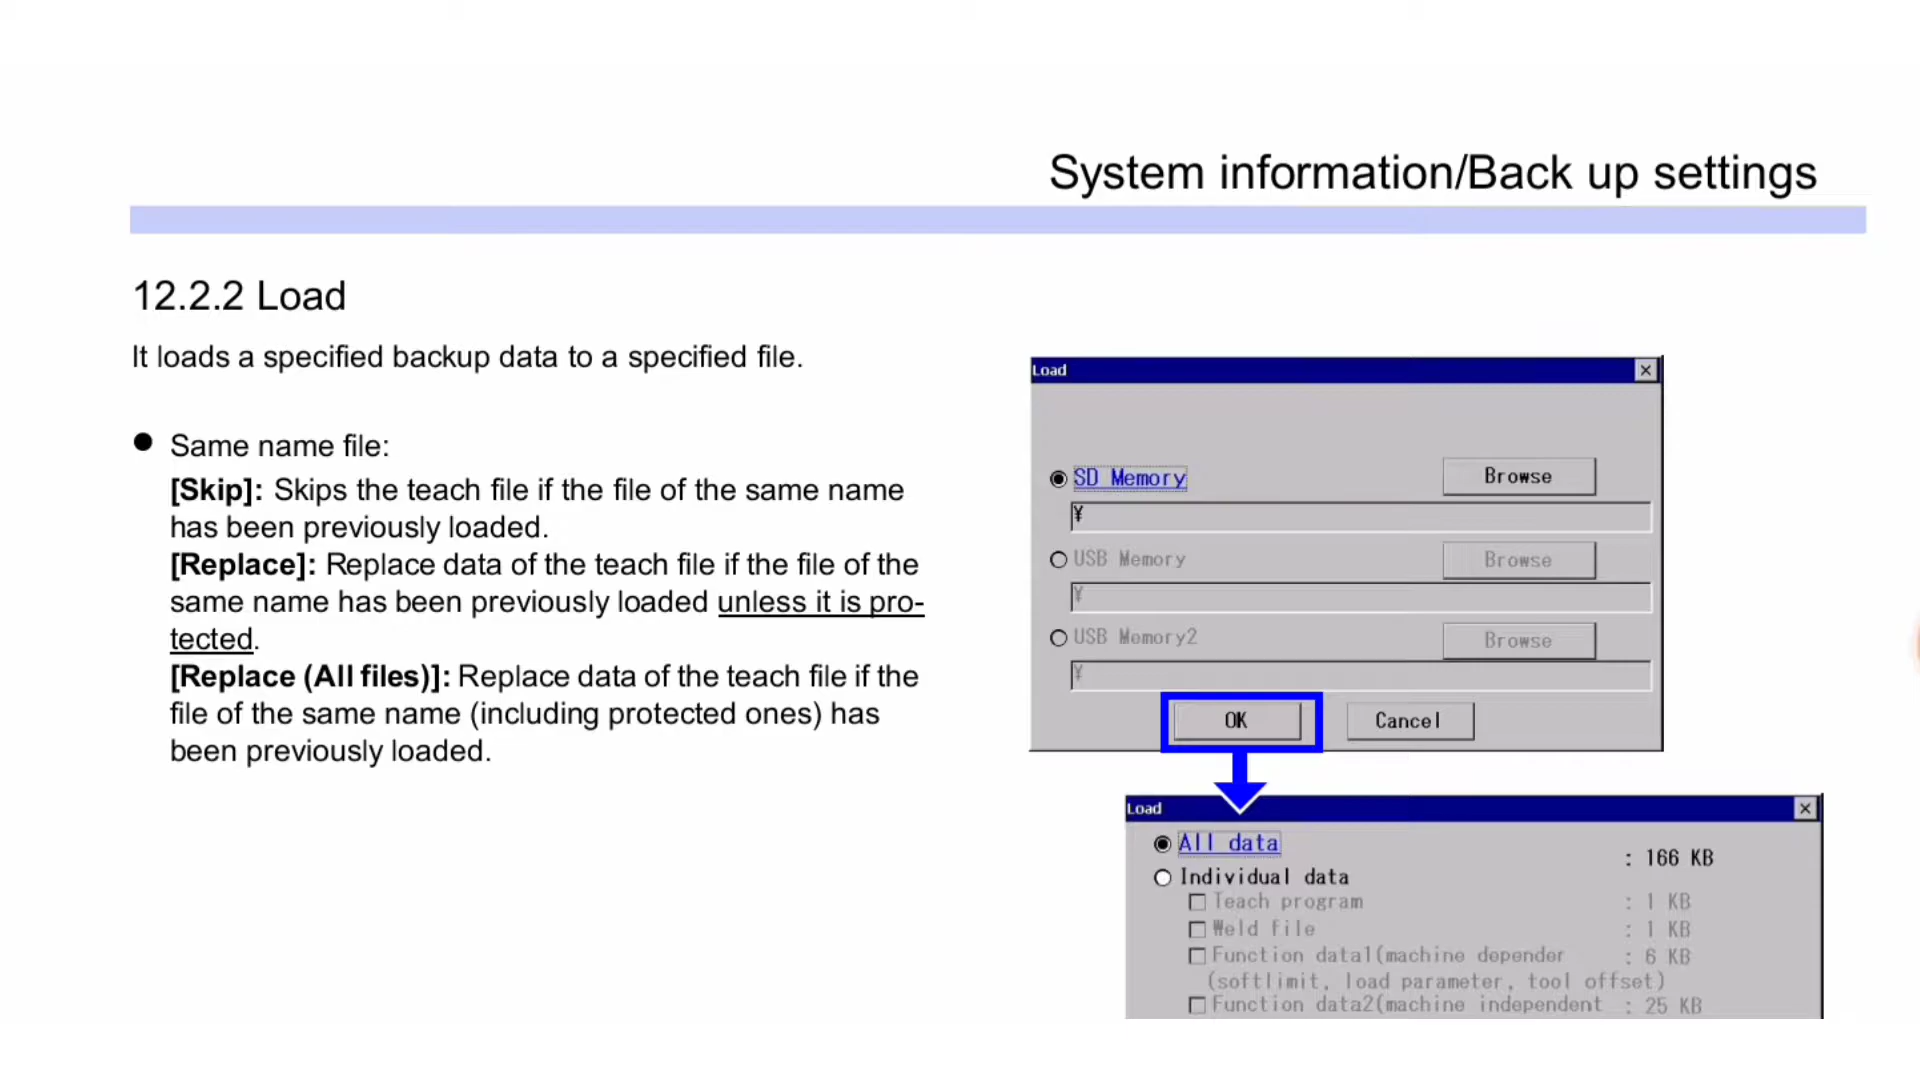 System information/Back up settings
12.2.2 Load
It loads a specified backup data to a specified file.
● Same name file:
[Skip]: Skips the teach file if the file of the same name
has been previously loaded.
[Replace]: Replace data of the teach file if the file of the
same name has been previously loaded unless it is pro-
tected.
[Replace (All files)]: Replace data of the teach file if the
file of the same name (including protected ones) has
been previously loaded.
Load
SD Memory Browse
¥
USB Memory Browse
¥
USB Memory2 Browse
¥
OK Cancel
Load
All data : 166 KB
Individual data
Teach program : 1 KB
Weld file : 1 KB
Function data1(machine depender : 6 KB
(softlimit, load parameter, tool offset)
Function data2(machine independent : 25 KB